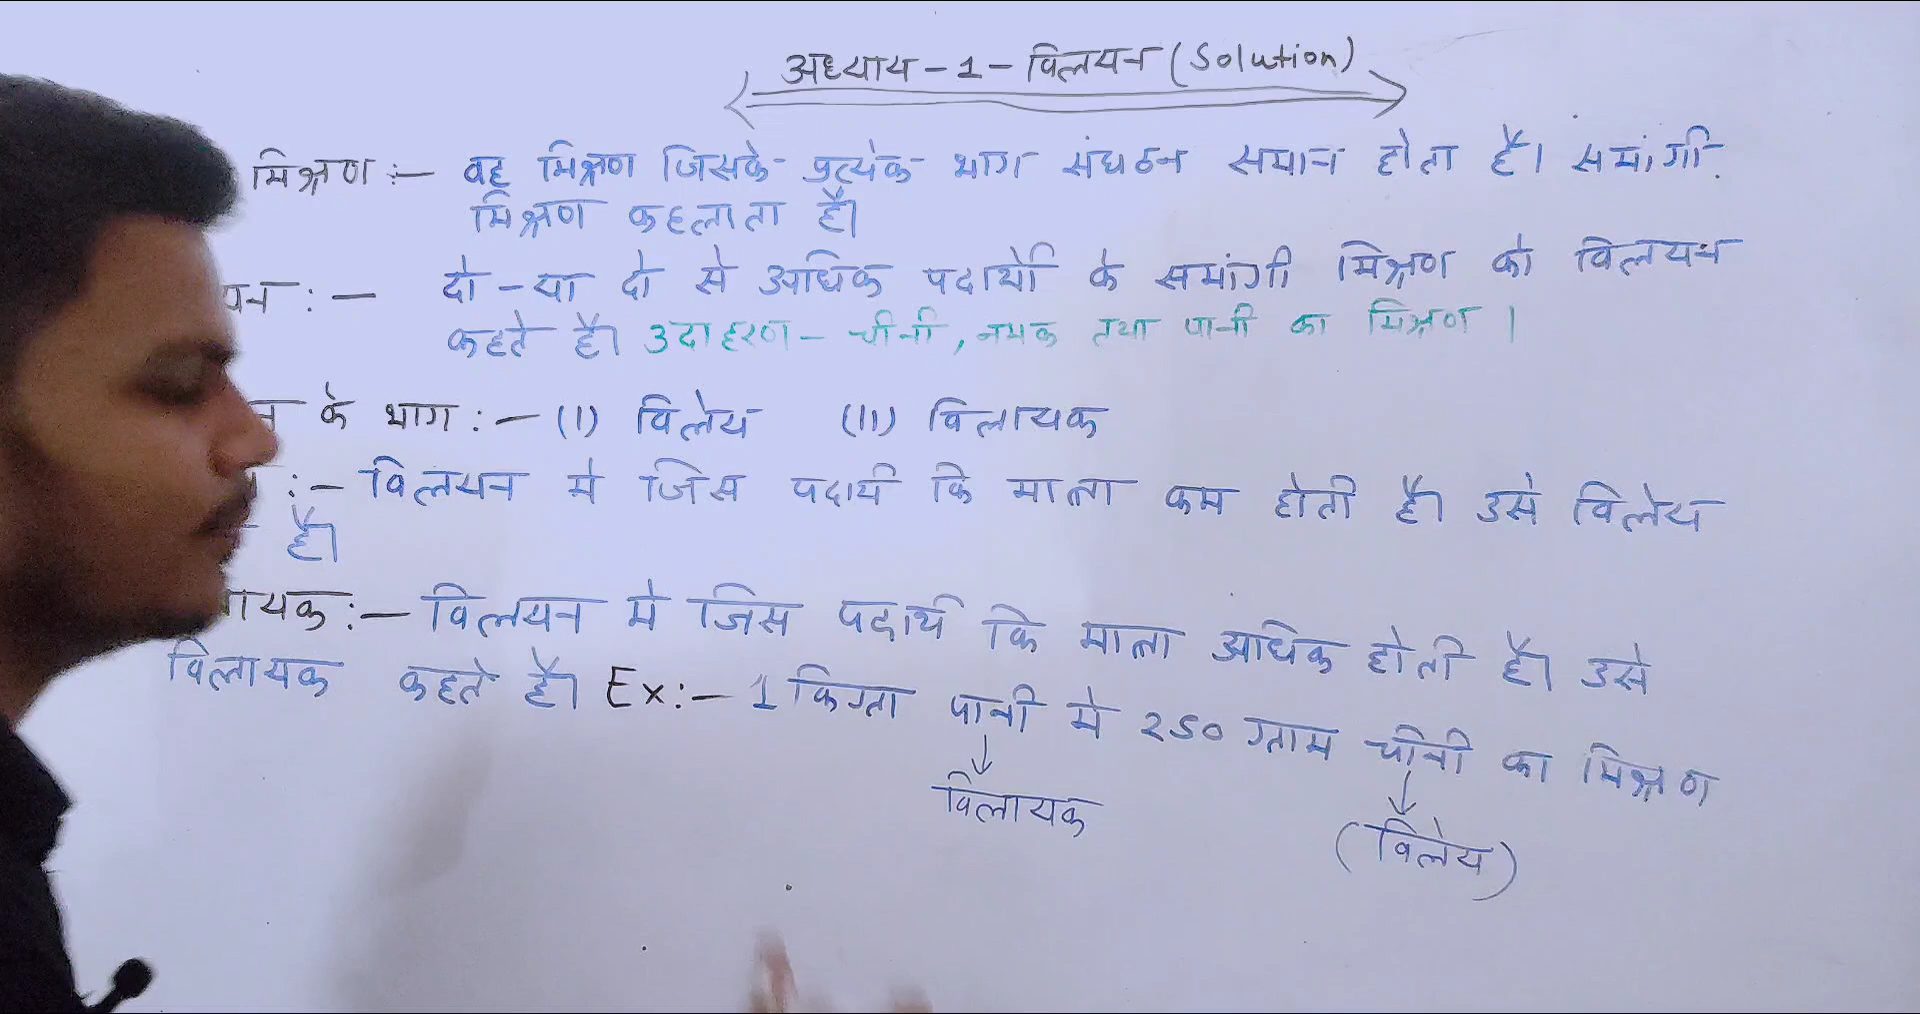 अध्याय - 1 - विलयन (Solution)
मिश्रण :- वह मिश्रण जिसके प्रत्येक भाग संघठन समान होता है। समांगी
मिश्रण कहलाता है।
यन :- दो - या दो से अधिक पदार्थो के समांगी मिश्रण को विलयन
कहते है। उदाहरण - चीनी, नमक तथा पानी का मिश्रण ।
न के भाग :- (I) विलेय (II) विलायक
:- विलयन मे जिस पदार्थ कि मात्रा कम होती है। उसे विलेय
है।
ायक :- विलयन मे जिस पदार्थ कि मात्रा अधिक होती है। उसे
विलायक कहते है। Ex :- 1 किग्रा पानी मे 250 ग्राम चीनी का मिश्रण
विलायक
(विलेय)